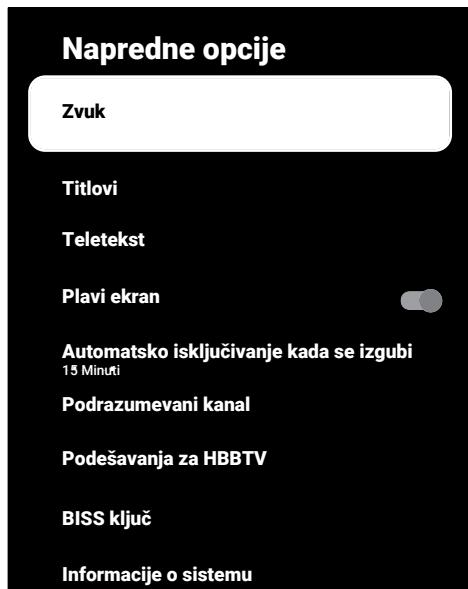 Napredne opcije
Zvuk
Titlovi
Teletekst
Plavi ekran
Automatsko isključivanje kada se izgubi
15 Minuti
Podrazumevani kanal
Podešavanja za HBBTV
BISS ključ
Informacije o sistemu